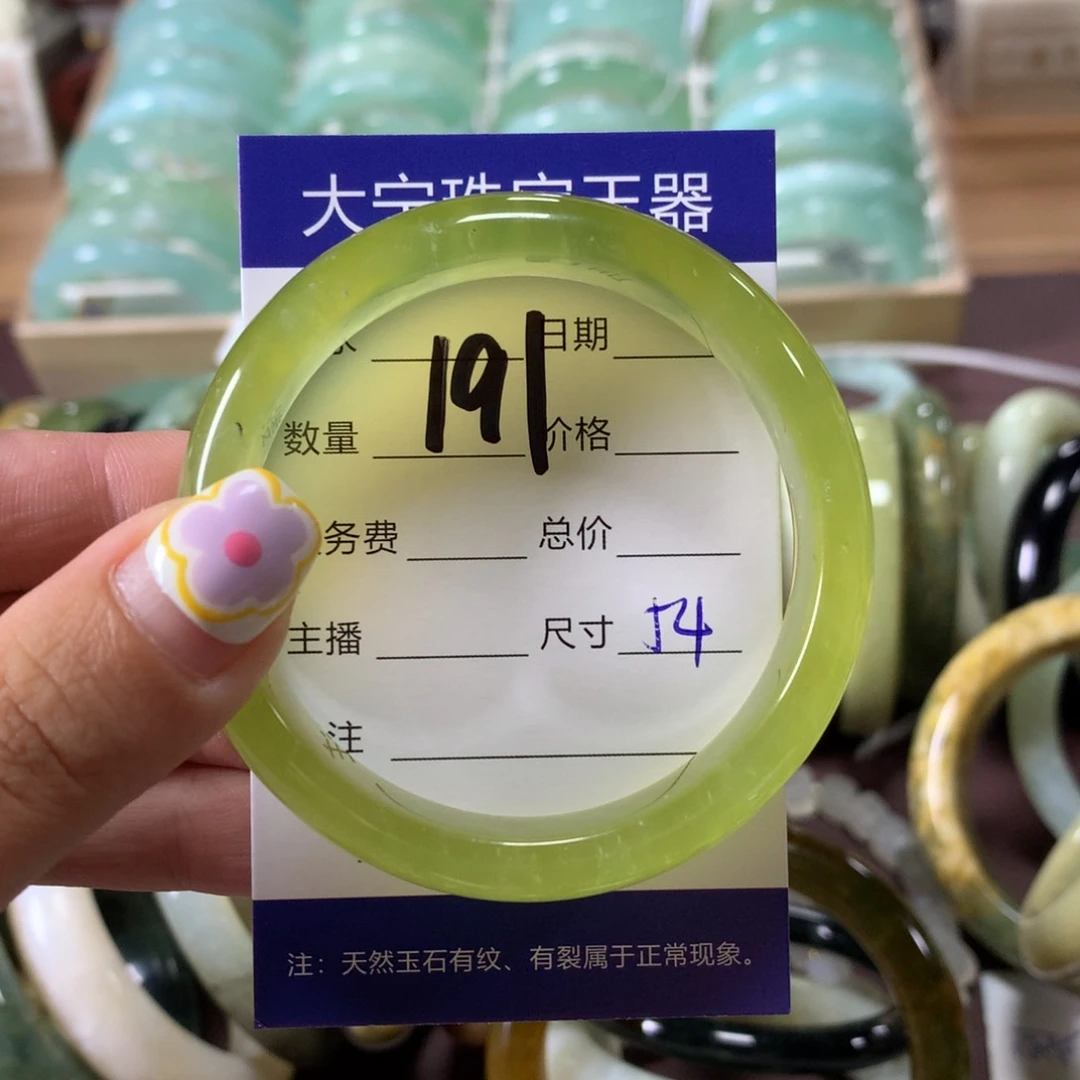 大宁珠宝玉器
191
日期
数量 价格
务费 总价
主播 尺寸 54
注
注：天然玉石有纹、有裂属于正常现象。